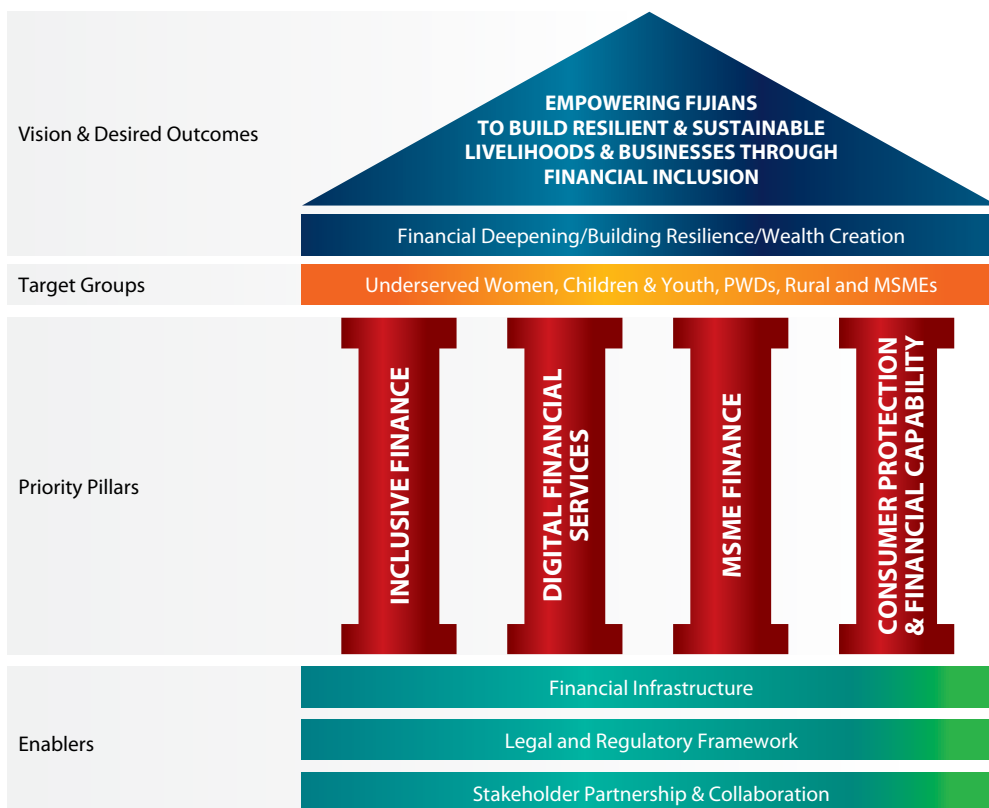 Vision & Desired Outcomes
EMPOWERING FIJIANS
TO BUILD RESILIENT & SUSTAINABLE
LIVELIHOODS & BUSINESSES THROUGH
FINANCIAL INCLUSION
Financial Deepening/Building Resilience/Wealth Creation
Target Groups
Underserved Women, Children & Youth, PWDs, Rural and MSMEs
Priority Pillars
INCLUSIVE FINANCE
DIGITAL FINANCIAL
SERVICES
MSME FINANCE
CONSUMER PROTECTION
& FINANCIAL CAPABILITY
Enablers
Financial Infrastructure
Legal and Regulatory Framework
Stakeholder Partnership & Collaboration